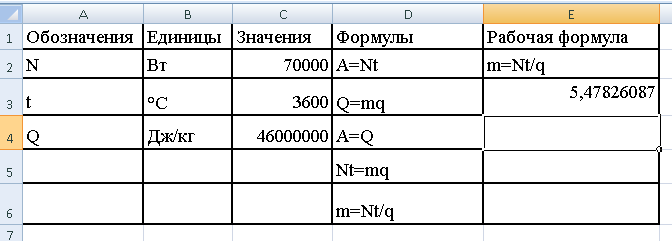 A B C D E
1 Обозначения Единицы Значения Формулы Рабочая формула
2 N Вт 70000 A=Nt m=Nt/q
3 t °С 3600 Q=mq 5,47826087
4 Q Дж/кг 46000000 A=Q
5 Nt=mq
6 m=Nt/q
7